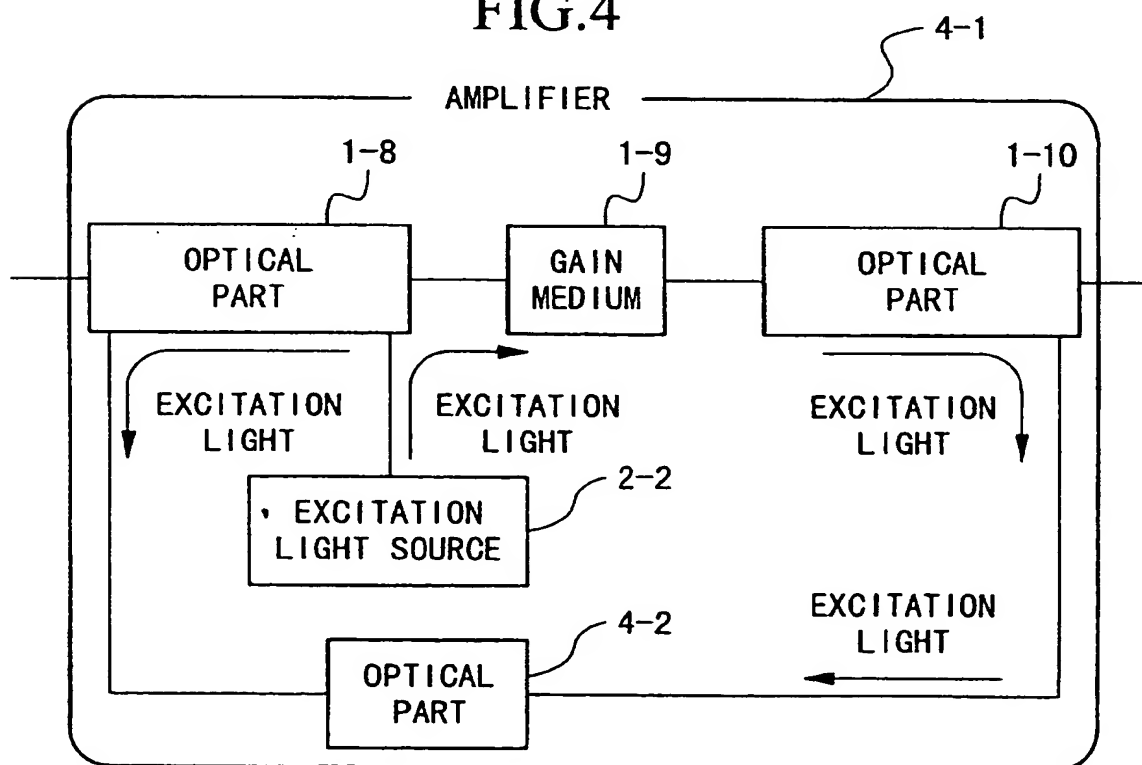 FIG.4
4-1
AMPLIFIER
1-8
1-9
1-10
OPTICAL
PART
GAIN
MEDIUM
OPTICAL
PART
EXCITATION
LIGHT
EXCITATION
LIGHT
EXCITATION
LIGHT
2-2
EXCITATION
LIGHT SOURCE
4-2
OPTICAL
PART
EXCITATION
LIGHT